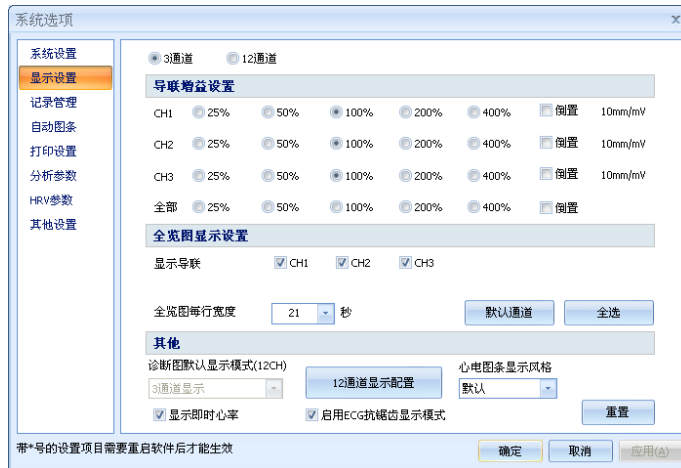 系统选项
x
系统设置
显示设置
记录管理
自动图条
打印设置
分析参数
HRV参数
其他设置
3通道 12通道
导联增益设置
CH1 25% 50% 100% 200% 400% 倒置 10mm/mV
CH2 25% 50% 100% 200% 400% 倒置 10mm/mV
CH3 25% 50% 100% 200% 400% 倒置 10mm/mV
全部 25% 50% 100% 200% 400% 倒置
全览图显示设置
显示导联 CH1 CH2 CH3
全览图每行宽度 21 秒 默认通道 全选
其他
诊断图默认显示模式(12CH) 心电图条显示风格
3通道显示 12通道显示配置 默认
显示即时心率 启用ECG抗锯齿显示模式 重置
带*号的设置项目需要重启软件后才能生效 确定 取消 应用(A)